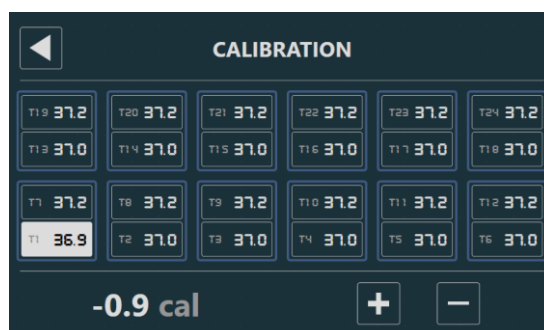 CALIBRATION
T19 37.2 T20 37.2 T21 37.2 T22 37.2 T23 37.2 T24 37.2
T13 37.0 T14 37.0 T15 37.0 T16 37.0 T17 37.0 T18 37.0
T7 37.2 T8 37.2 T9 37.2 T10 37.2 T11 37.2 T12 37.2
T1 36.9 T2 37.0 T3 37.0 T4 37.0 T5 37.0 T6 37.0
-0.9 cal + −